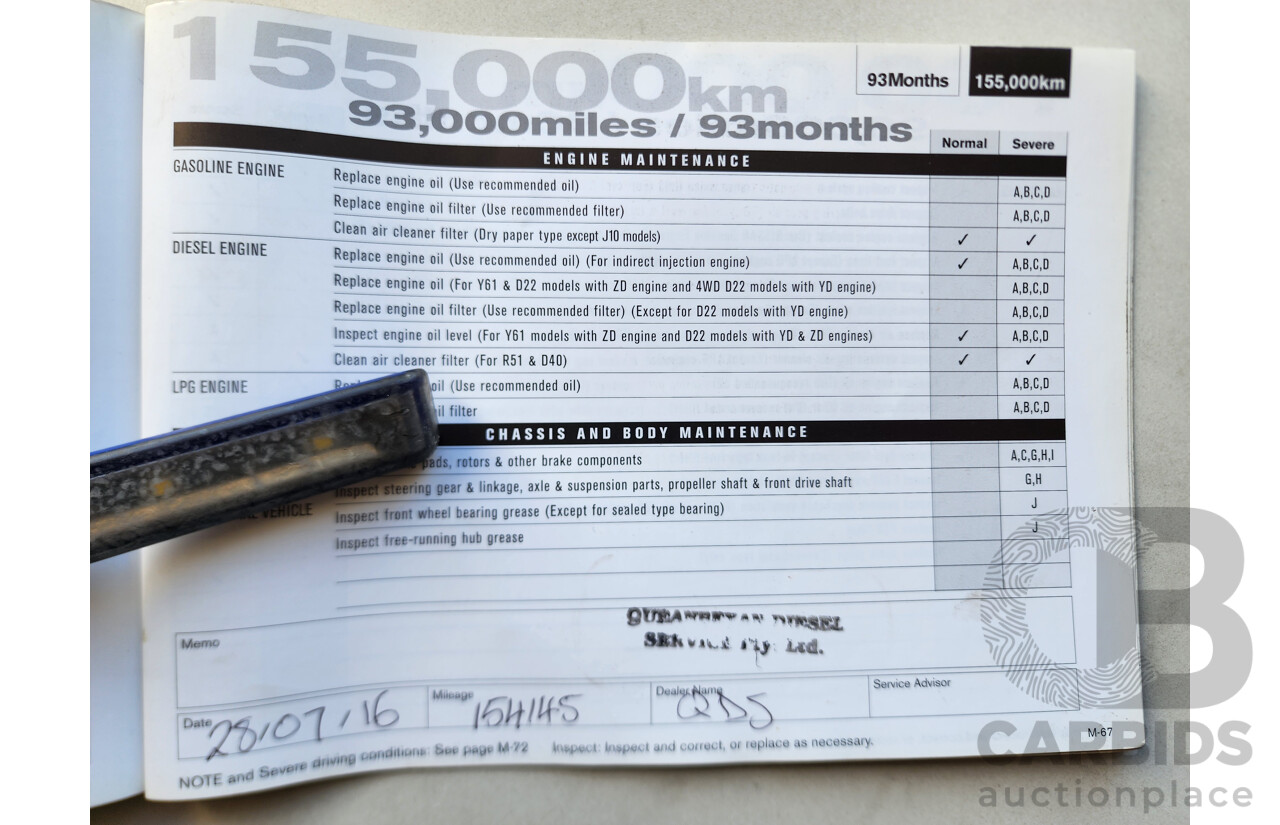 155,000km
93,000miles / 93months
93Months 155,000km
Normal Severe
ENGINE MAINTENANCE
GASOLINE ENGINE Replace engine oil (Use recommended oil) A,B,C,D
Replace engine oil filter (Use recommended filter) A,B,C,D
Clean air cleaner filter (Dry paper type except J10 models) ✓ ✓
DIESEL ENGINE Replace engine oil (Use recommended oil) (For indirect injection engine) ✓ A,B,C,D
Replace engine oil (For Y61 & D22 models with ZD engine and 4WD D22 models with YD engine) A,B,C,D
Replace engine oil filter (Use recommended filter) (Except for D22 models with YD engine) A,B,C,D
Inspect engine oil level (For Y61 models with ZD engine and D22 models with YD & ZD engines) ✓ A,B,C,D
Clean air cleaner filter (For R51 & D40) ✓ ✓
LPG ENGINE oil (Use recommended oil) A,B,C,D
oil filter A,B,C,D
CHASSIS AND BODY MAINTENANCE
pads, rotors & other brake components A,C,G,H,I
Inspect steering gear & linkage, axle & suspension parts, propeller shaft & front drive shaft G,H
VEHICLE Inspect front wheel bearing grease (Except for sealed type bearing) J
Inspect free-running hub grease J
DIESEL
SERVICE Pty. Ltd.
Memo
Date 28/07/16 Mileage 154145 Dealer Name QDS Service Advisor
NOTE and Severe driving conditions: See page M-72 Inspect: Inspect and correct, or replace as necessary.
M-67
CARBIDS
auctionplace